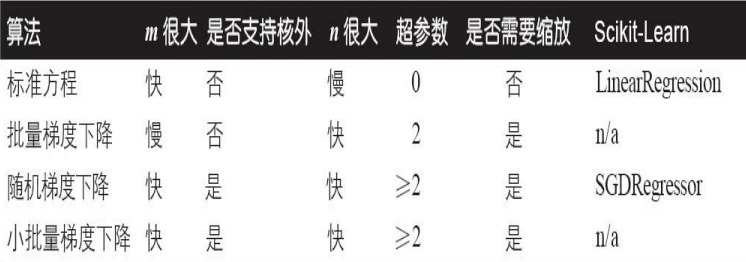 算法 m 很大 是否支持核外 n 很大 超参数 是否需要缩放 Scikit-Learn
标准方程 快 否 慢 0 否 LinearRegression
批量梯度下降 慢 否 快 2 是 n/a
随机梯度下降 快 是 快 ⩾2 是 SGDRegressor
小批量梯度下降 快 是 快 ⩾2 是 n/a